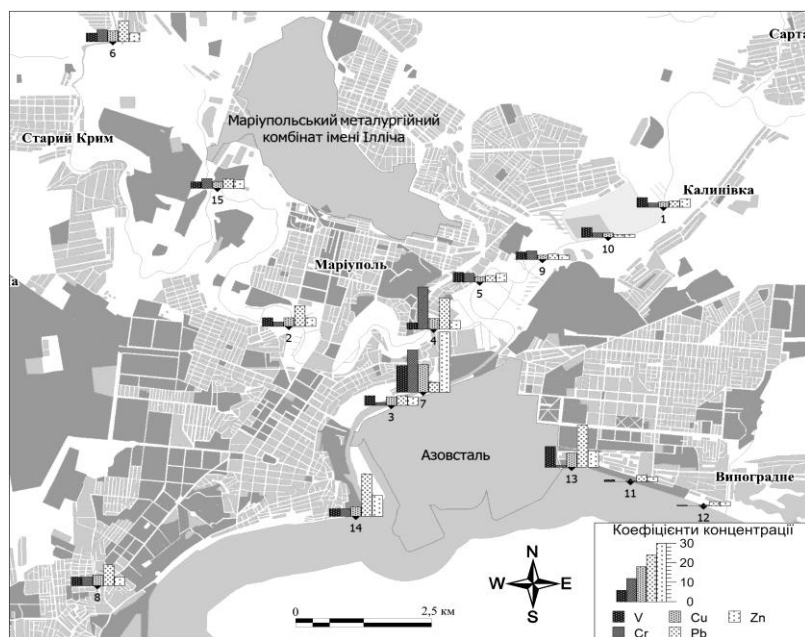 Сарта
6
Маріупольський металургійний
комбінат імені Ілліча
Старий Крим
15
Калинівка
1
10
9
Маріуполь
а
5
2
4
7
3
Азовсталь
13
11
Виноградне
12
14
8
Коефіцієнти концентрації
30
20
10
0
N
W E
S
0 2,5 км
V Cu Zn
Cr Pb